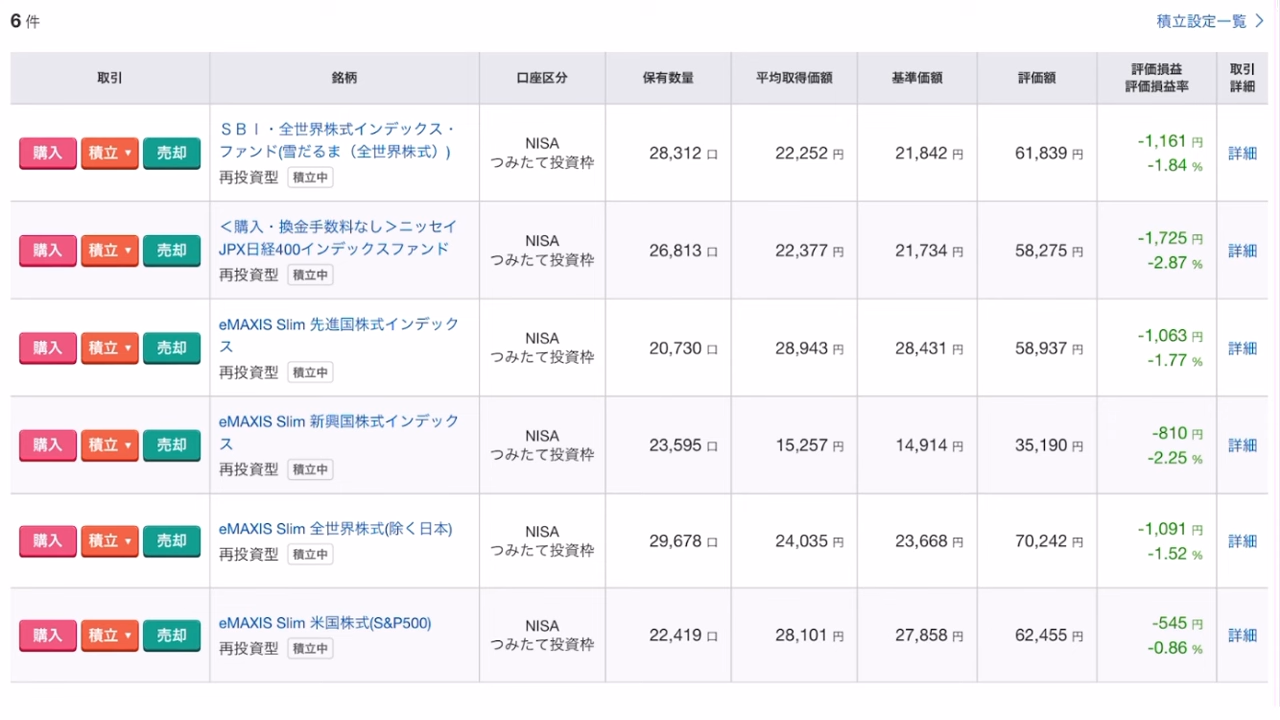 6 件
積立設定一覧 >
取引 銘柄 口座区分 保有数量 平均取得価額 基準価額 評価額 評価損益 評価損益率 取引 詳細
購入 積立 ▼ 売却
ＳＢＩ・全世界株式インデックス・
ファンド(雪だるま（全世界株式）)
再投資型 積立中
NISA
つみたて投資枠
28,312 口
22,252 円
21,842 円
61,839 円
-1,161 円
-1.84 %
詳細
購入 積立 ▼ 売却
＜購入・換金手数料なし＞ニッセイ
JPX日経400インデックスファンド
再投資型 積立中
NISA
つみたて投資枠
26,813 口
22,377 円
21,734 円
58,275 円
-1,725 円
-2.87 %
詳細
購入 積立 ▼ 売却
eMAXIS Slim 先進国株式インデック
ス
再投資型 積立中
NISA
つみたて投資枠
20,730 口
28,943 円
28,431 円
58,937 円
-1,063 円
-1.77 %
詳細
購入 積立 ▼ 売却
eMAXIS Slim 新興国株式インデック
ス
再投資型 積立中
NISA
つみたて投資枠
23,595 口
15,257 円
14,914 円
35,190 円
-810 円
-2.25 %
詳細
購入 積立 ▼ 売却
eMAXIS Slim 全世界株式(除く日本)
再投資型 積立中
NISA
つみたて投資枠
29,678 口
24,035 円
23,668 円
70,242 円
-1,091 円
-1.52 %
詳細
購入 積立 ▼ 売却
eMAXIS Slim 米国株式(S&P500)
再投資型 積立中
NISA
つみたて投資枠
22,419 口
28,101 円
27,858 円
62,455 円
-545 円
-0.86 %
詳細